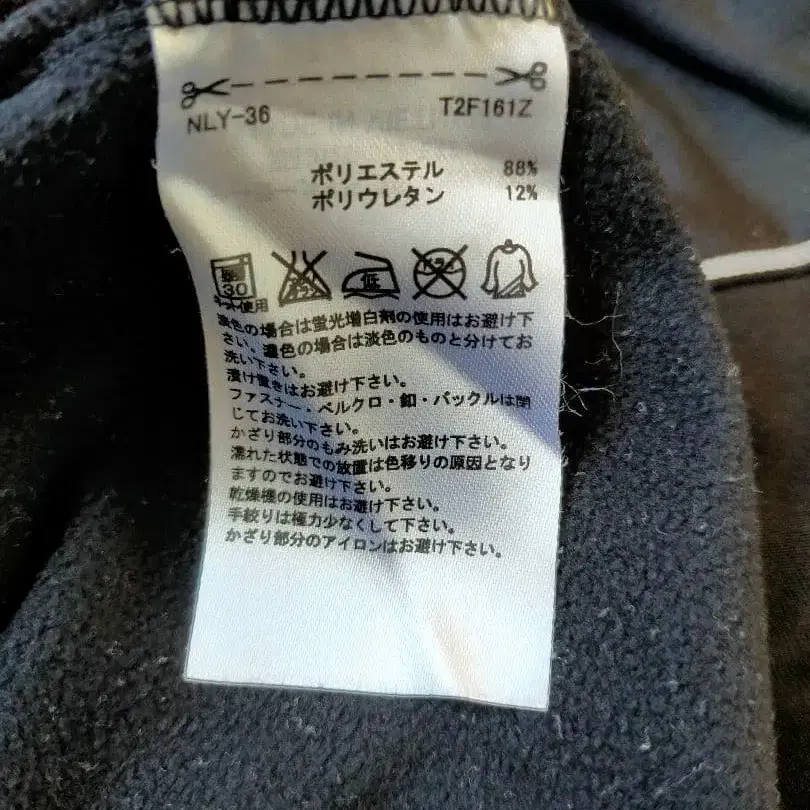 NLY-36 T2F161Z
ポリエステル 88%
ポリウレタン 12%
30 低
ネット使用
淡色の場合は蛍光増白剤の使用はお避け下
さい。濃色の場合は淡色のものと分けてお
洗い下さい。
漬け置きはお避け下さい。
ファスナー・ベルクロ・釦・バックルは閉
じてお洗い下さい。
かざり部分のもみ洗いはお避け下さい。
濡れた状態での放置は色移りの原因となり
ますのでお避け下さい。
乾燥機の使用はお避け下さい。
手絞りは極力少なくして下さい。
かざり部分のアイロンはお避け下さい。